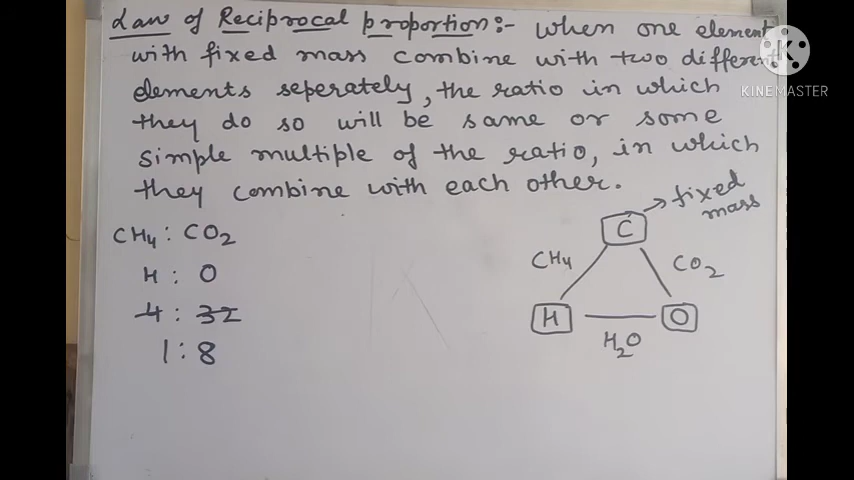 Law of Reciprocal proportion:- when one element
with fixed mass combine with two different
elements seperately, the ratio in which
they do so will be same or some
simple multiple of the ratio, in which
they combine with each other.
CH4 : CO2
H : O
4 : 32
1 : 8
fixed
mass
C
CH4
CO2
H
O
H2O
K
KINEMASTER